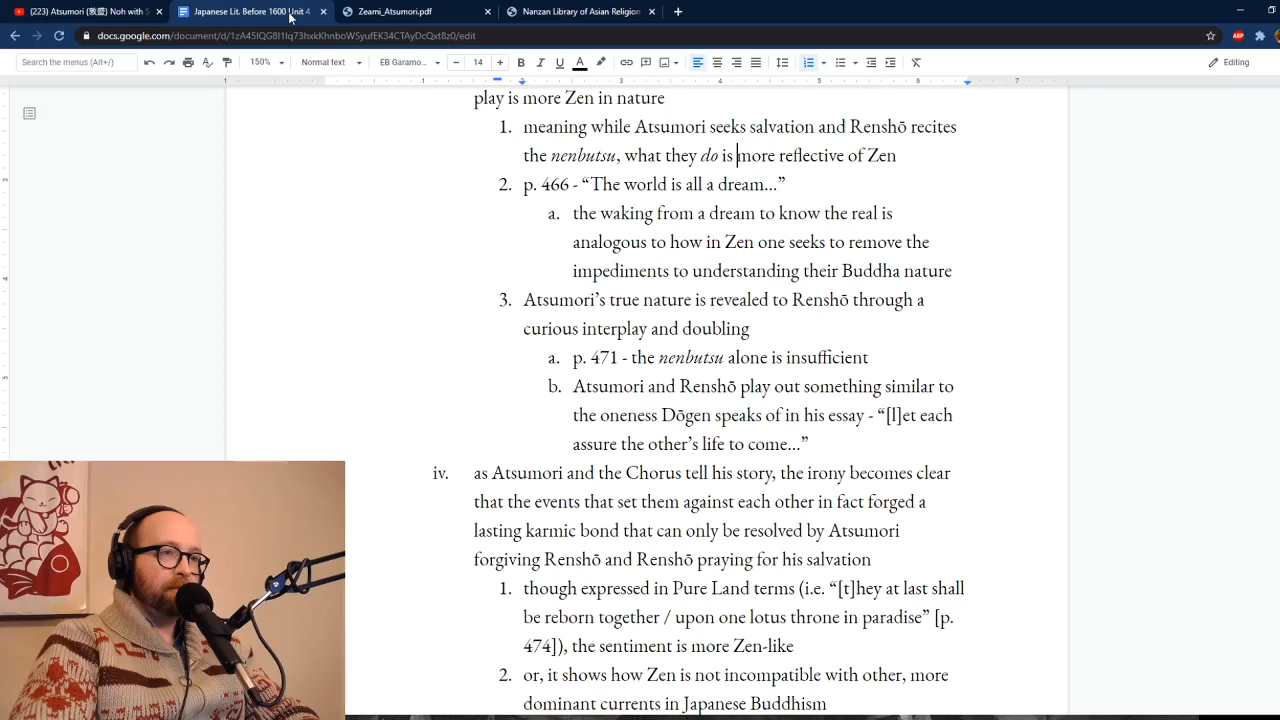 (223) Atsumori (敦盛) Noh with S
Japanese Lit. Before 1600 Unit 4
Zeami_Atsumori.pdf
Nanzan Library of Asian Religion
docs.google.com/document/d/1zA45lQG8I1lq73hxkKhnboWSyufEK34CTAyDcQxt8z0/edit
Search the menus (Alt+/)
150%
Normal text
EB Garamo...
14
Editing
1 1 2 3 4 5 6 7
play is more Zen in nature
1. meaning while Atsumori seeks salvation and Renshō recites
the nenbutsu, what they do is more reflective of Zen
2. p. 466 - “The world is all a dream...”
a. the waking from a dream to know the real is
analogous to how in Zen one seeks to remove the
impediments to understanding their Buddha nature
3. Atsumori’s true nature is revealed to Renshō through a
curious interplay and doubling
a. p. 471 - the nenbutsu alone is insufficient
b. Atsumori and Renshō play out something similar to
the oneness Dōgen speaks of in his essay - “[l]et each
assure the other’s life to come...”
iv. as Atsumori and the Chorus tell his story, the irony becomes clear
that the events that set them against each other in fact forged a
lasting karmic bond that can only be resolved by Atsumori
forgiving Renshō and Renshō praying for his salvation
1. though expressed in Pure Land terms (i.e. “[t]hey at last shall
be reborn together / upon one lotus throne in paradise” [p.
474]), the sentiment is more Zen-like
2. or, it shows how Zen is not incompatible with other, more
dominant currents in Japanese Buddhism